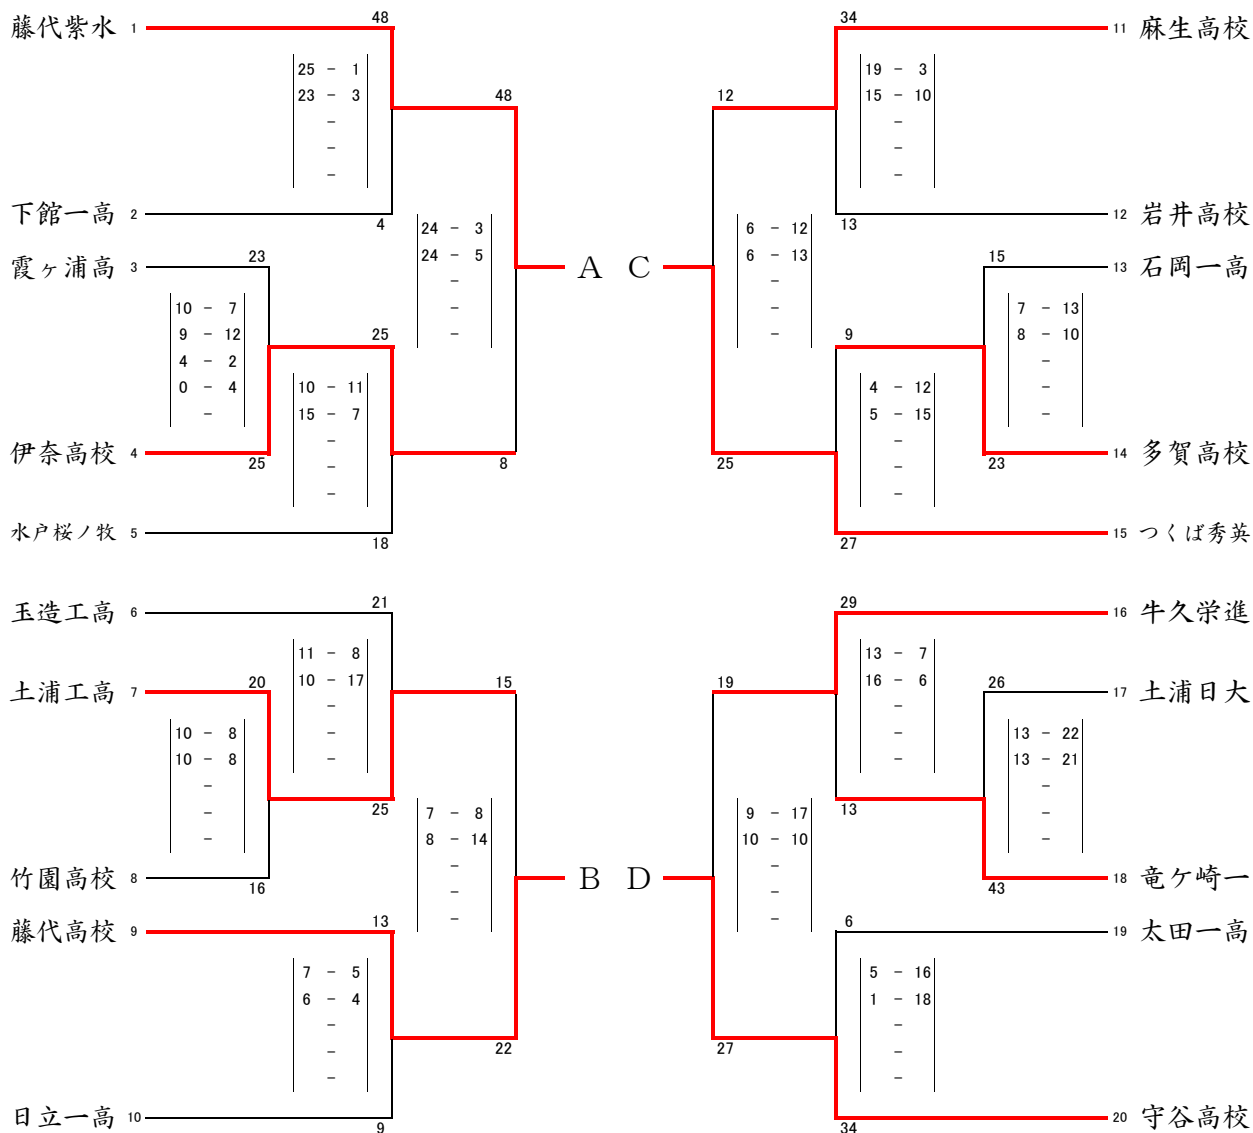 藤代紫水 1
48
25 - 1
23 - 3
-
-
-
48
下館一高 2
4
24 - 3
24 - 5
-
-
-
霞ヶ浦高 3
23
10 - 7
9 - 12
4 - 2
0 - 4
-
25
10 - 11
15 - 7
-
-
-
伊奈高校 4
25
8
水戸桜ノ牧 5
18
A
玉造工高 6
21
11 - 8
10 - 17
-
-
-
土浦工高 7
20
15
10 - 8
10 - 8
-
-
-
25
竹園高校 8
16
7 - 8
8 - 14
-
-
-
B
藤代高校 9
13
7 - 5
6 - 4
-
-
-
22
日立一高 10
9
34
11 麻生高校
19 - 3
15 - 10
-
-
-
12
13
12 岩井高校
6 - 12
6 - 13
-
-
-
C
15
13 石岡一高
7 - 13
8 - 10
-
-
-
9
4 - 12
5 - 15
-
-
-
25
23
14 多賀高校
27
15 つくば秀英
29
16 牛久栄進
13 - 7
16 - 6
-
-
-
19
26
17 土浦日大
13 - 22
13 - 21
-
-
-
13
9 - 17
10 - 10
-
-
-
D
43
18 竜ケ崎一
6
19 太田一高
5 - 16
1 - 18
-
-
-
27
34
20 守谷高校